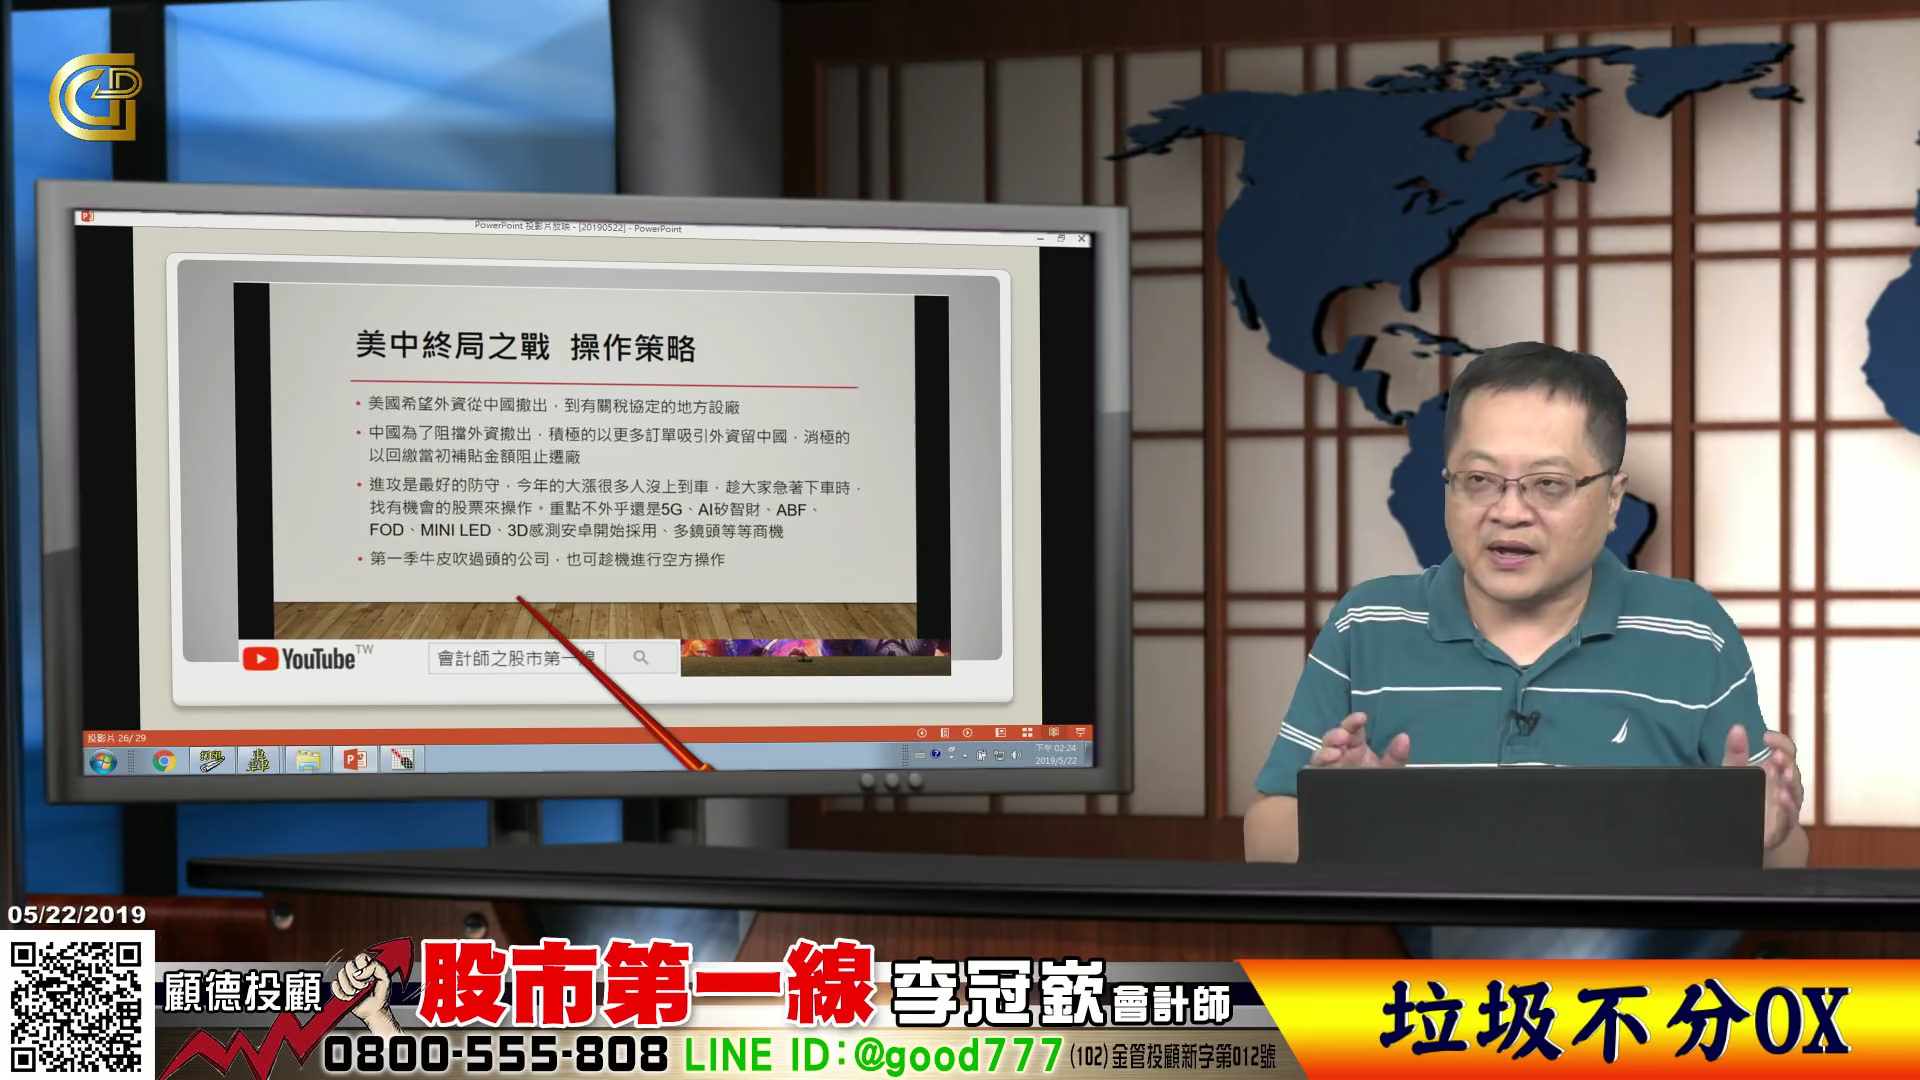 PowerPoint 投影片放映 - [20190522] - PowerPoint
美中終局之戰 操作策略
• 美國希望外資從中國撤出，到有關稅協定的地方設廠
• 中國為了阻擋外資撤出，積極的以更多訂單吸引外資留中國，消極的
以回繳當初補貼金額阻止遷廠
• 進攻是最好的防守，今年的大漲很多人沒上到車，趁大家急著下車時，
找有機會的股票來操作。重點不外乎還是5G、AI矽智財、ABF、
FOD、MINI LED、3D感測安卓開始採用、多鏡頭等等商機
• 第一季牛皮吹過頭的公司，也可趁機進行空方操作
YouTube TW
會計師之股市第一線
投影片 26/ 29
下午 02:24
2019/5/22
05/22/2019
顧德投顧
股市第一線 李冠嶔會計師
0800-555-808 LINE ID:@good777 (102)金管投顧新字第012號
垃圾不分OX